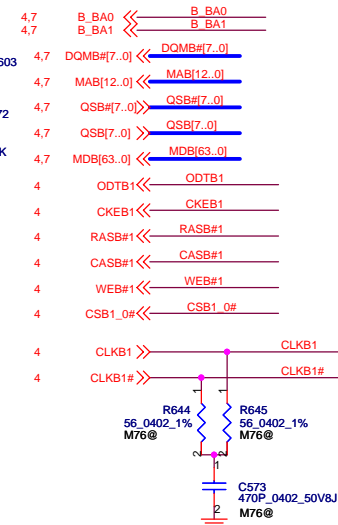 4,7 B_BA0 B_BA0
4,7 B_BA1 B_BA1
603
4,7 DQMB#[7..0] DQMB#[7..0]
4,7 MAB[12..0] MAB[12..0]
72
4,7 QSB#[7..0] QSB#[7..0]
4,7 QSB[7..0] QSB[7..0]
K
4,7 MDB[63..0] MDB[63..0]
4 ODTB1 ODTB1
4 CKEB1 CKEB1
4 RASB#1 RASB#1
4 CASB#1 CASB#1
4 WEB#1 WEB#1
4 CSB1_0# CSB1_0#
4 CLKB1 CLKB1
4 CLKB1# CLKB1#
1 1
R644 R645
56_0402_1% 56_0402_1%
M76@ M76@
2 2
1
C573
470P_0402_50V8J
2
M76@